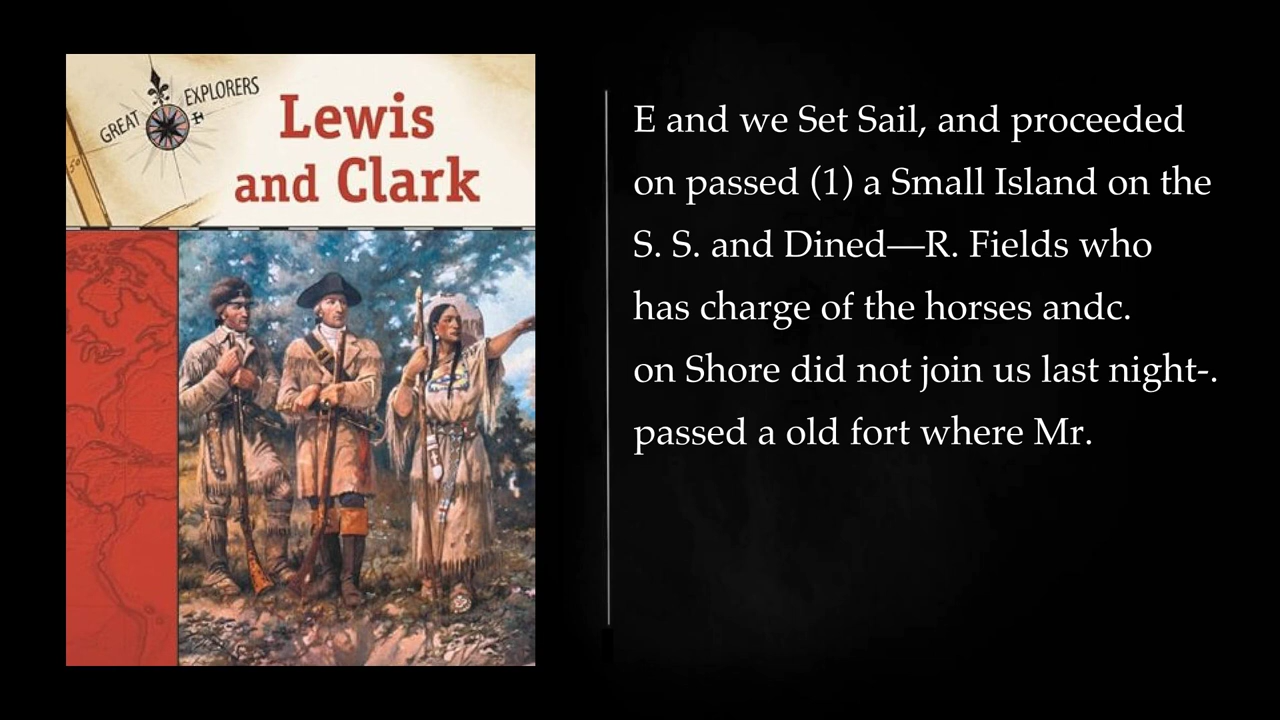 GREAT EXPLORERS
Lewis
and Clark
E and we Set Sail, and proceeded
on passed (1) a Small Island on the
S. S. and Dined—R. Fields who
has charge of the horses andc.
on Shore did not join us last night-.
passed a old fort where Mr.